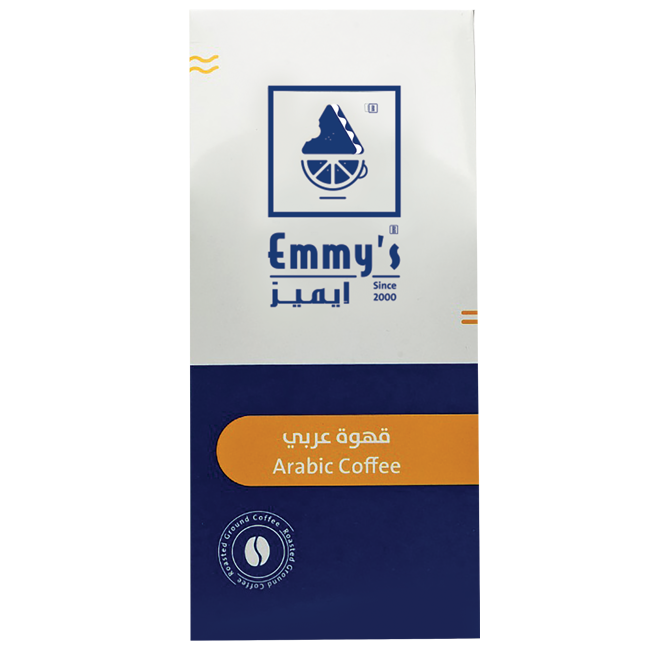 Emmy's
ايميز
Since
2000
قهوة عربي
Arabic Coffee
Roasted Ground Coffee
Roasted Ground Coffee